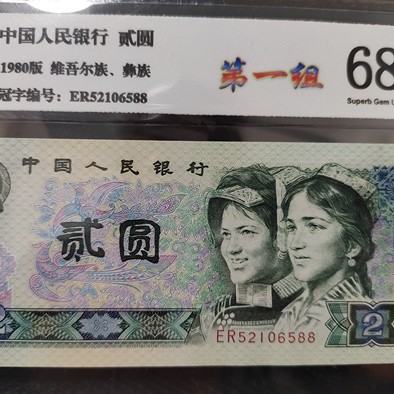 中国人民银行 贰圆
1980版 维吾尔族、彝族
冠字编号：ER52106588
第一组
68
Superb Gem U
中国人民银行
贰圆
ER52106588
2